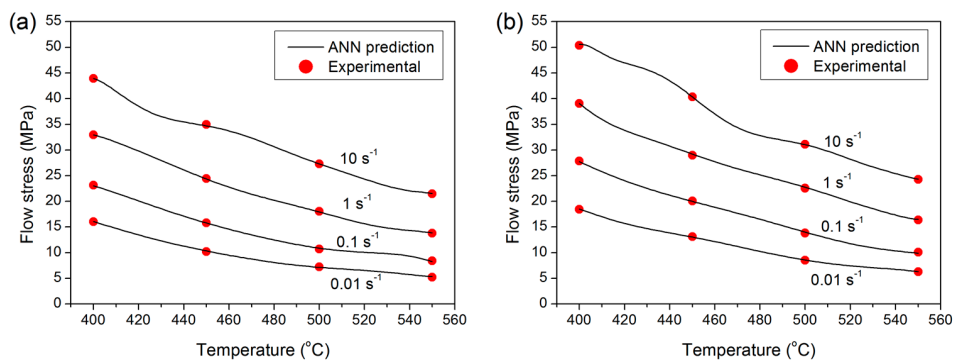 (a)
Flow stress (MPa)
55
50
45
40
35
30
25
20
15
10
5
0
ANN prediction
Experimental
10 s⁻¹
1 s⁻¹
0.1 s⁻¹
0.01 s⁻¹
400 420 440 460 480 500 520 540 560
Temperature (°C)
(b)
Flow stress (MPa)
55
50
45
40
35
30
25
20
15
10
5
0
ANN prediction
Experimental
10 s⁻¹
1 s⁻¹
0.1 s⁻¹
0.01 s⁻¹
400 420 440 460 480 500 520 540 560
Temperature (°C)